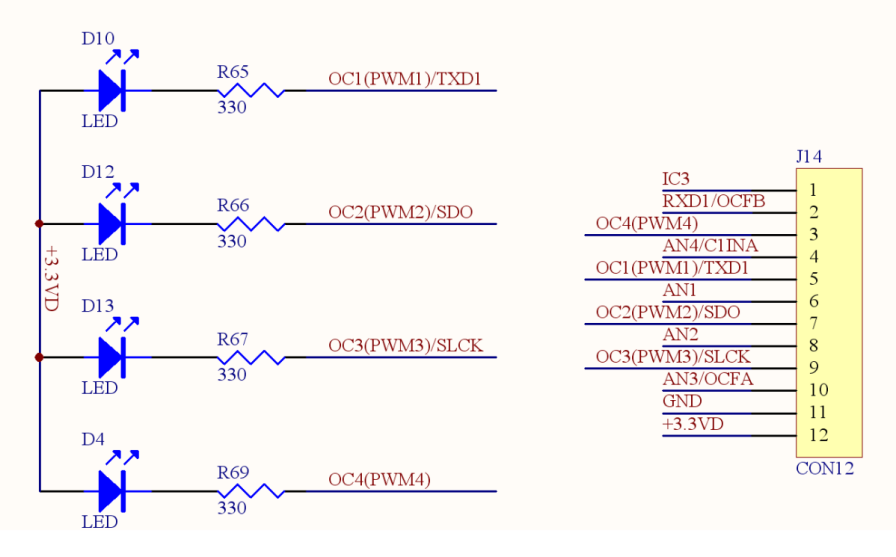 D10
LED
R65
330
OC1(PWM1)/TXD1
D12
LED
R66
330
OC2(PWM2)/SDO
+3.3VD
D13
LED
R67
330
OC3(PWM3)/SLCK
D4
LED
R69
330
OC4(PWM4)
J14
IC3 1
RXD1/OCFB 2
OC4(PWM4) 3
AN4/C1INA 4
OC1(PWM1)/TXD1 5
AN1 6
OC2(PWM2)/SDO 7
AN2 8
OC3(PWM3)/SLCK 9
AN3/OCFA 10
GND 11
+3.3VD 12
CON12